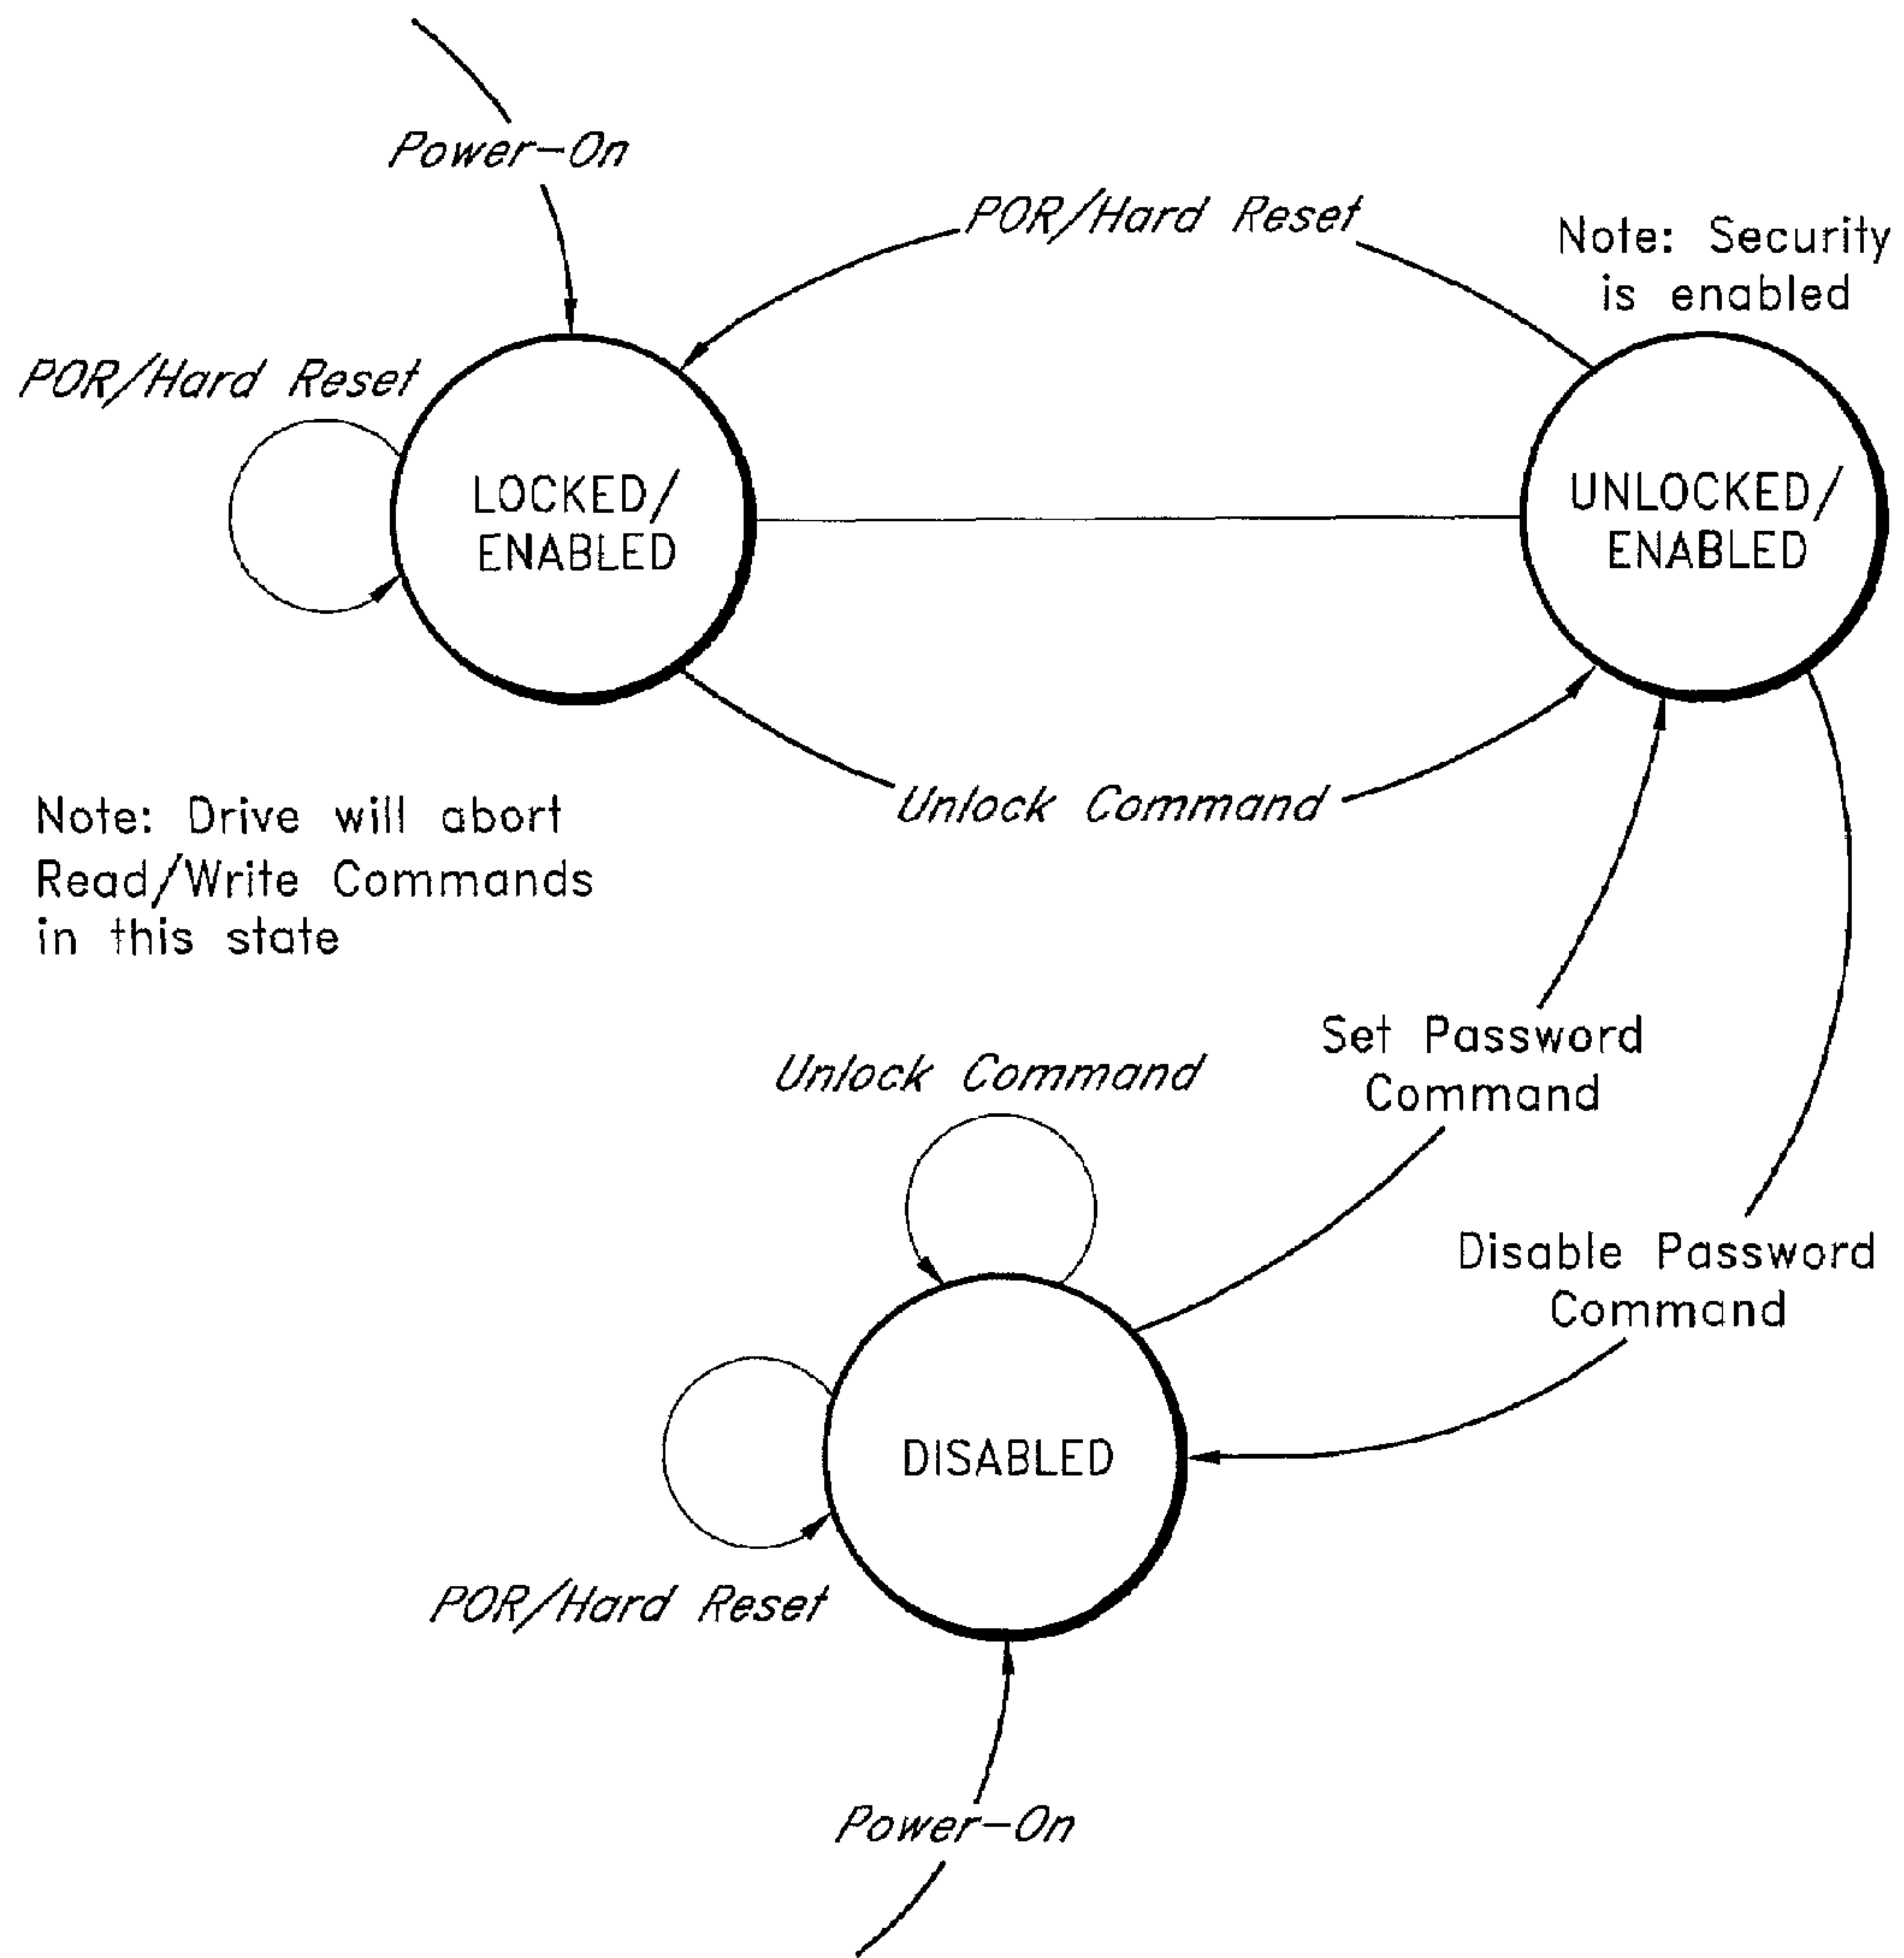 Power-On
POR/Hard Reset
Note: Security
is enabled
POR/Hard Reset
LOCKED/
ENABLED
UNLOCKED/
ENABLED
Unlock Command
Note: Drive will abort
Read/Write Commands
in this state
Set Password
Command
Unlock Command
Disable Password
Command
DISABLED
POR/Hard Reset
Power-On